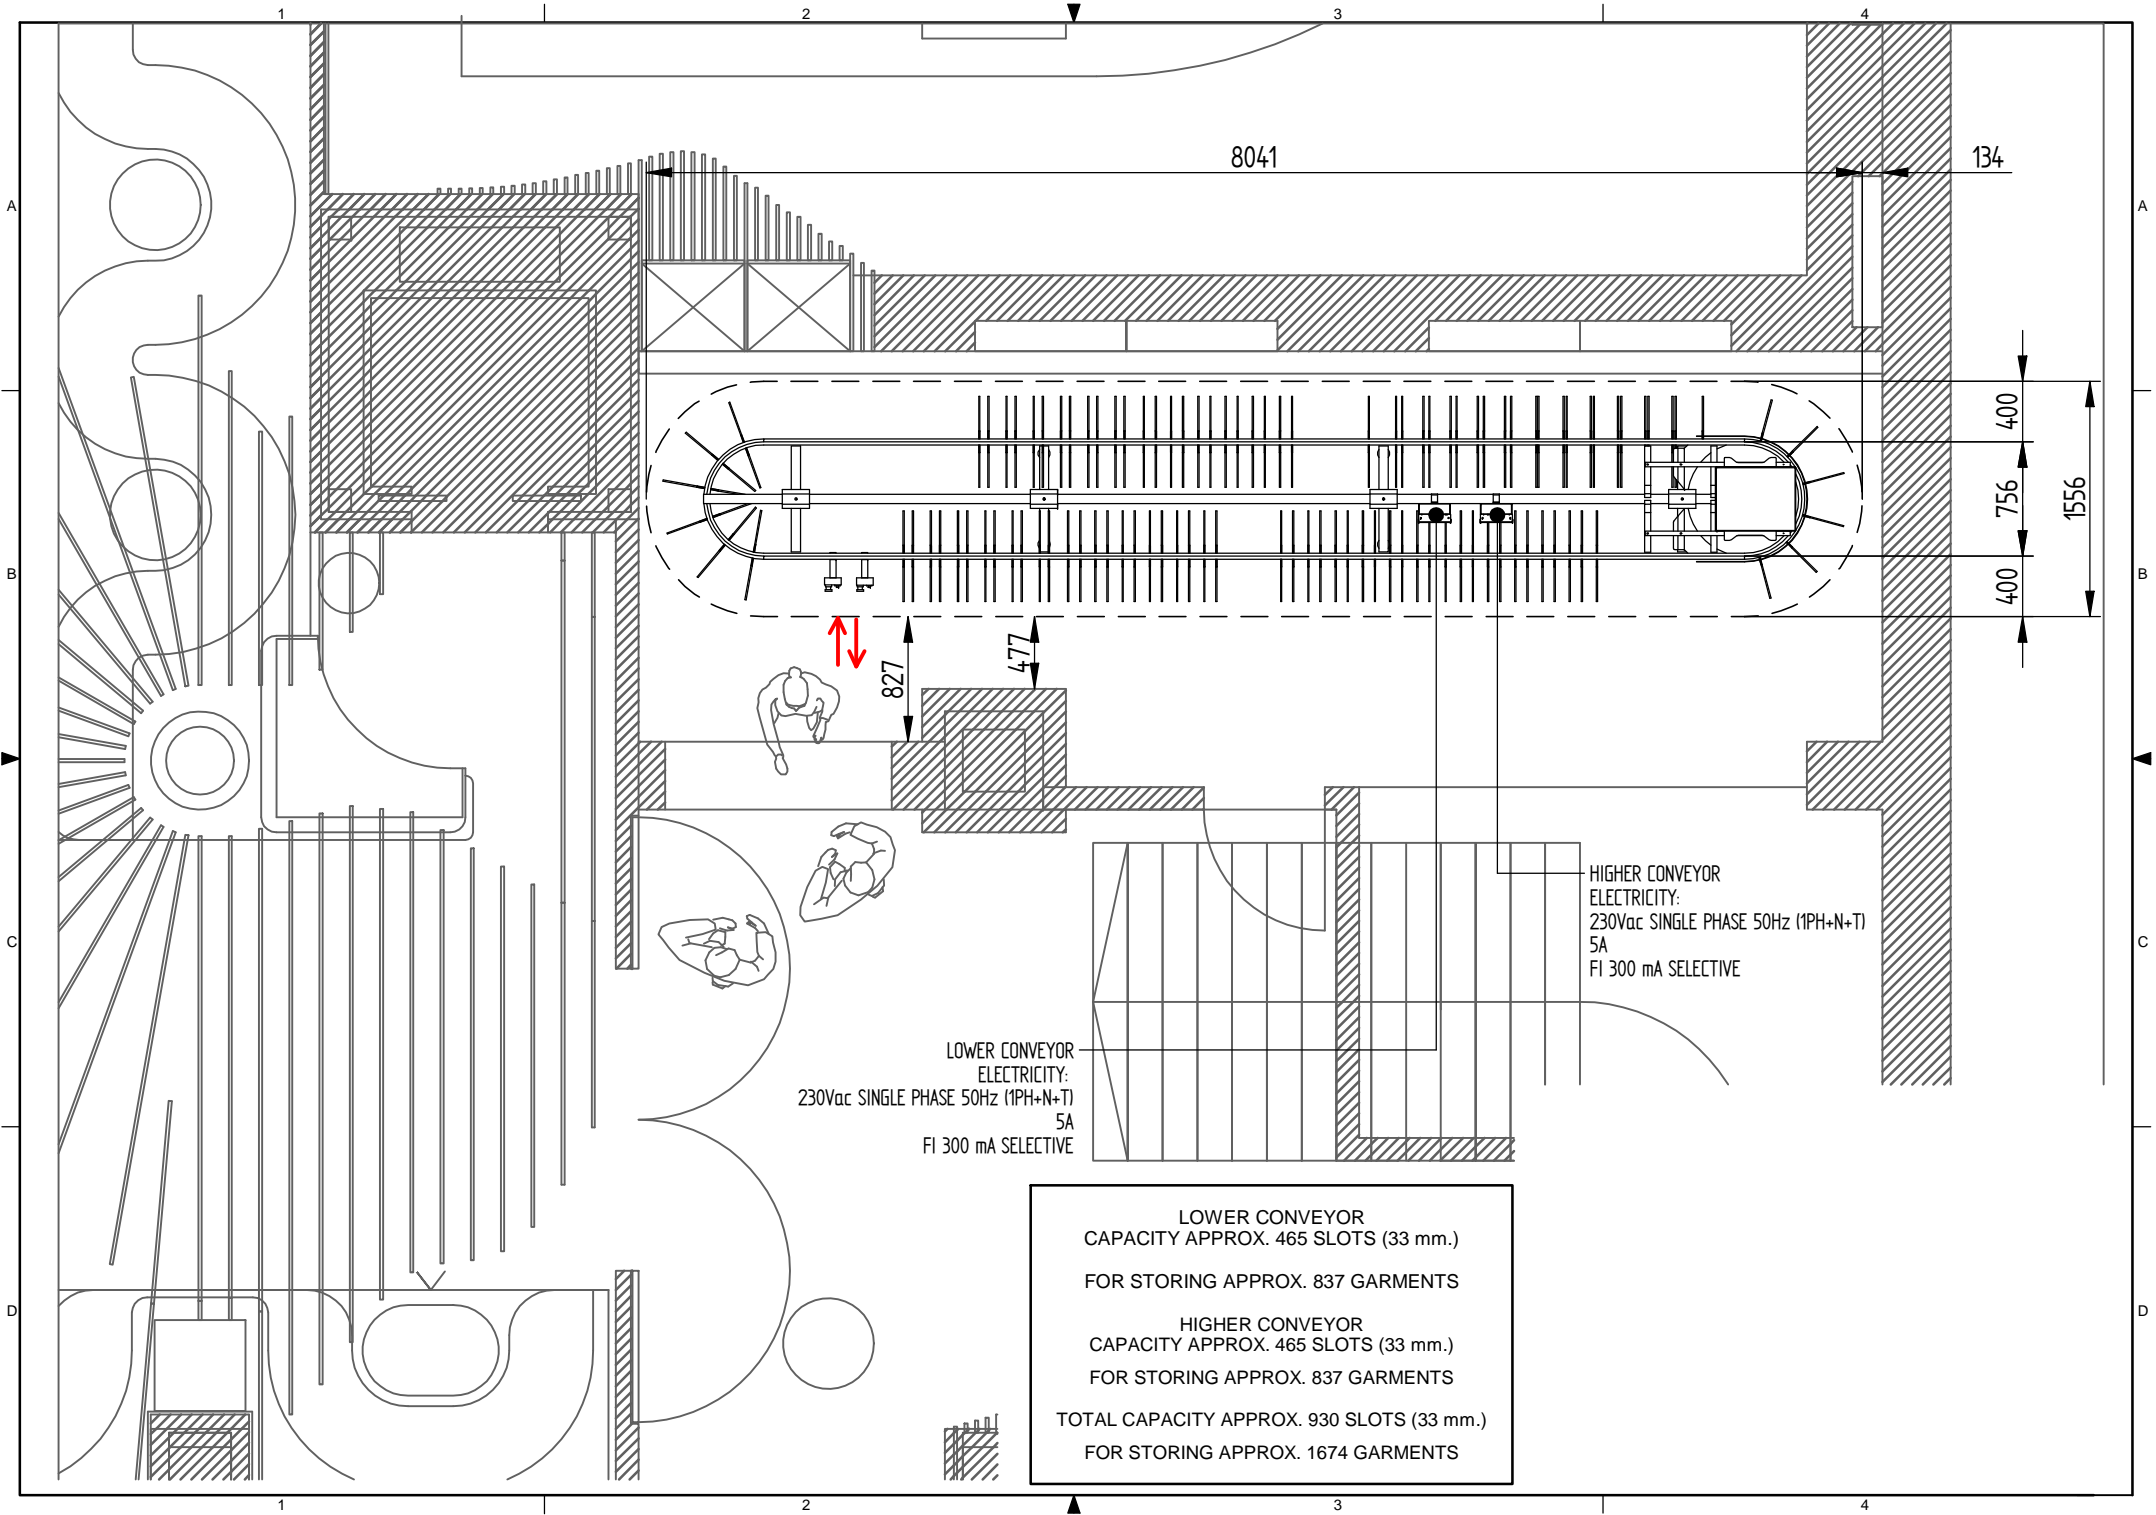 1
2
3
4
8041
134
A
A
400
756
1556
400
B
B
827
477
HIGHER CONVEYOR
ELECTRICITY:
230Vac SINGLE PHASE 50Hz (1PH+N+T)
5A
FI 300 mA SELECTIVE
C
C
LOWER CONVEYOR
ELECTRICITY:
230Vac SINGLE PHASE 50Hz (1PH+N+T)
5A
FI 300 mA SELECTIVE
LOWER CONVEYOR
CAPACITY APPROX. 465 SLOTS (33 mm.)
FOR STORING APPROX. 837 GARMENTS
HIGHER CONVEYOR
CAPACITY APPROX. 465 SLOTS (33 mm.)
FOR STORING APPROX. 837 GARMENTS
TOTAL CAPACITY APPROX. 930 SLOTS (33 mm.)
FOR STORING APPROX. 1674 GARMENTS
D
D
1
2
3
4